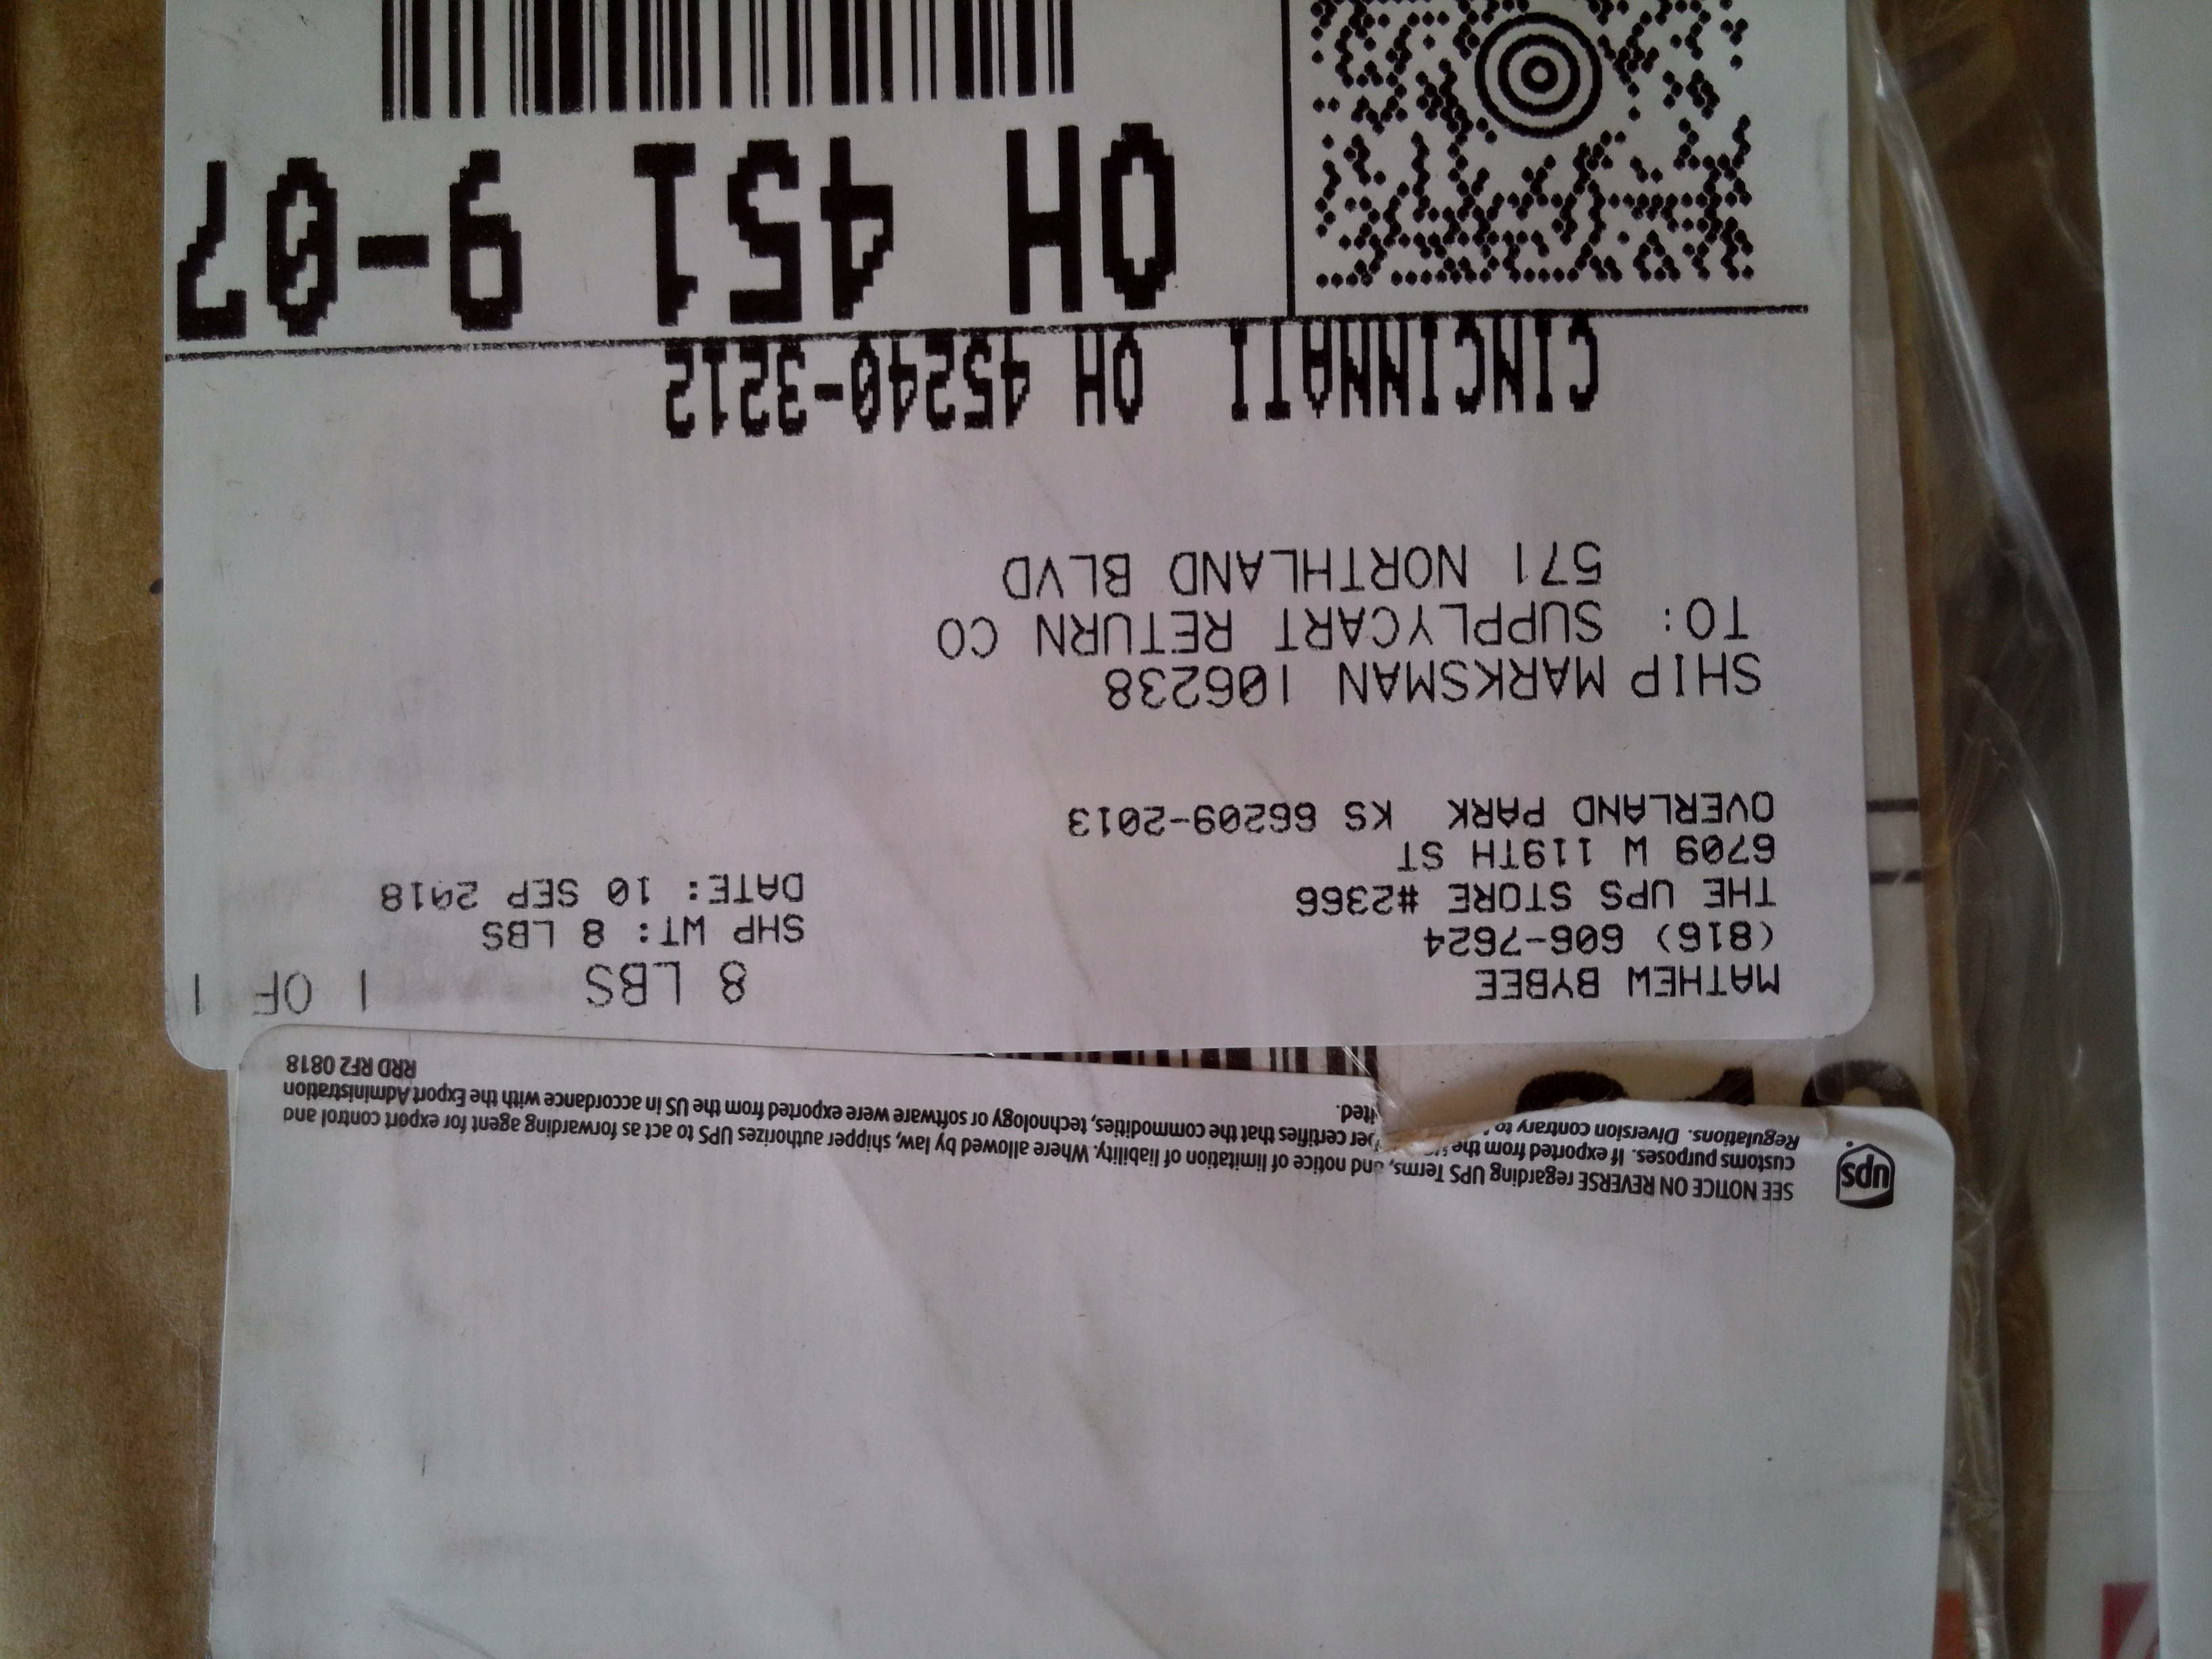 ups
SEE NOTICE ON REVERSE regarding UPS Terms, and notice of limitation of liability. Where allowed by law, shipper authorizes UPS to act as forwarding agent for export control and
customs purposes. If exported from the certifies that the commodities, technology or software were exported from the US in accordance with the Export Administration
Regulations. Diversion contrary to
RRD RF2 0818
MATHEW BYBEE
(816) 606-7624
THE UPS STORE #2366
6709 W 119TH ST
OVERLAND PARK KS 66209-2013
8 LBS
1 OF 1
SHP WT: 8 LBS
DATE: 10 SEP 2018
SHIP MARKSMAN 106238
TO: SUPPLYCART RETURN CO
571 NORTHLAND BLVD
CINCINNATI OH 45240-3212
OH 451 9-07